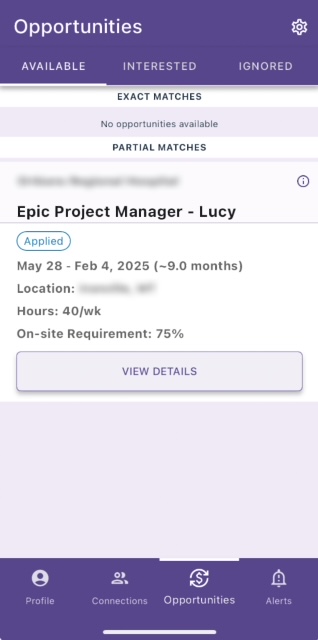 Opportunities
AVAILABLE INTERESTED IGNORED
EXACT MATCHES
No opportunities available
PARTIAL MATCHES
Epic Project Manager - Lucy
Applied
May 28 - Feb 4, 2025 (~9.0 months)
Location:
Hours: 40/wk
On-site Requirement: 75%
VIEW DETAILS
Profile Connections Opportunities Alerts